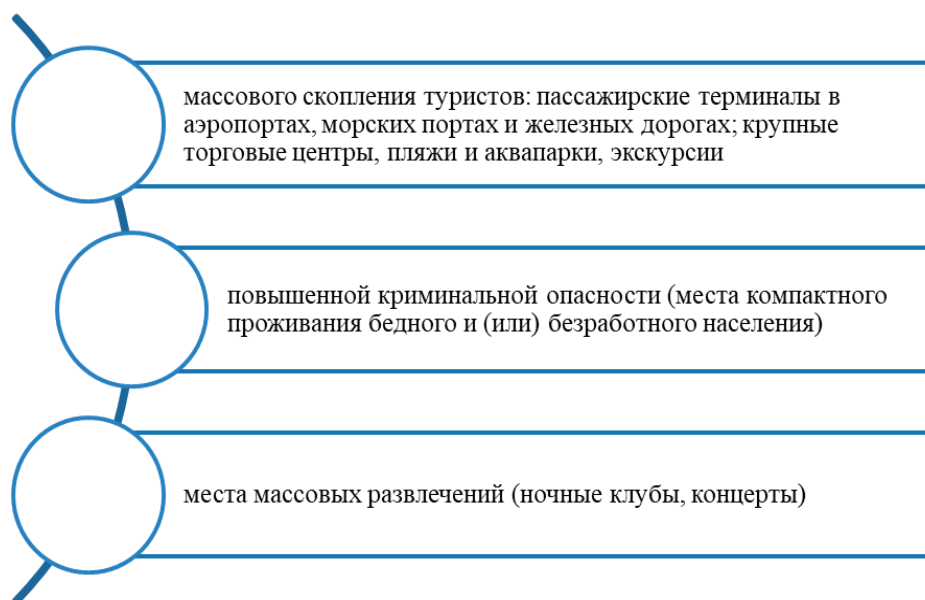 массового скопления туристов: пассажирские терминалы в
аэропортах, морских портах и железных дорогах; крупные
торговые центры, пляжи и аквапарки, экскурсии
повышенной криминальной опасности (места компактного
проживания бедного и (или) безработного населения)
места массовых развлечений (ночные клубы, концерты)